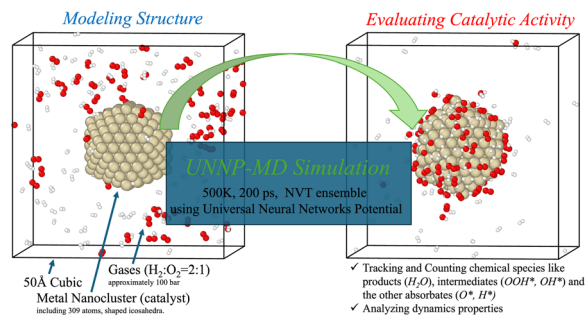 Modeling Structure
Evaluating Catalytic Activity
UNNP-MD Simulation
500K, 200 ps, NVT ensemble
using Universal Neural Networks Potential
Gases (H₂:O₂=2:1)
approximately 100 bar
50Å Cubic
Metal Nanocluster (catalyst)
including 309 atoms, shaped icosahedra.
✓ Tracking and Counting chemical species like
products (H₂O), intermediates (OOH*, OH*) and
the other absorbates (O*, H*)
✓ Analyzing dynamics properties